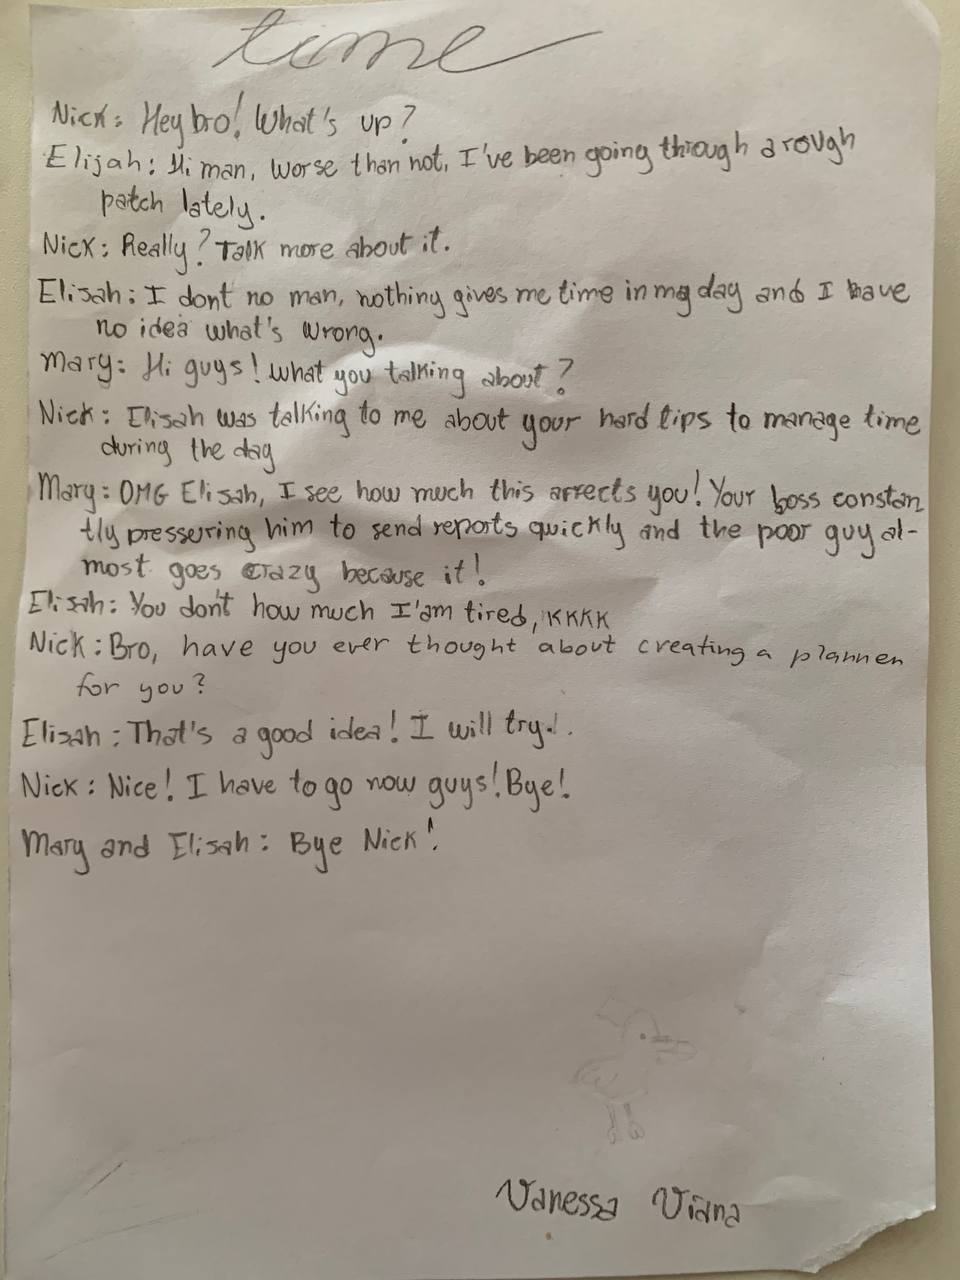 time
Nick: Hey bro! What's up?
Elijah: Hi man, worse than not, I've been going through a rough
patch lately.
Nick: Really? Talk more about it.
Elisah: I dont no man, nothing gives me time in my day and I have
no idea what's wrong.
Mary: Hi guys! What you talking about?
Nick: Elisah was talking to me about your hard tips to manage time
during the day
Mary: OMG Elisah, I see how much this affects you! Your boss constan
tly pressuring him to send reports quickly and the poor guy al-
most goes crazy because it!
Elisah: You don't how much I'am tired, KKKK
Nick: Bro, have you ever thought about creating a planner
for you?
Elisah: That's a good idea! I will try!.
Nick: Nice! I have to go now guys! Bye!
Mary and Elisah: Bye Nick!
Vanessa Viana